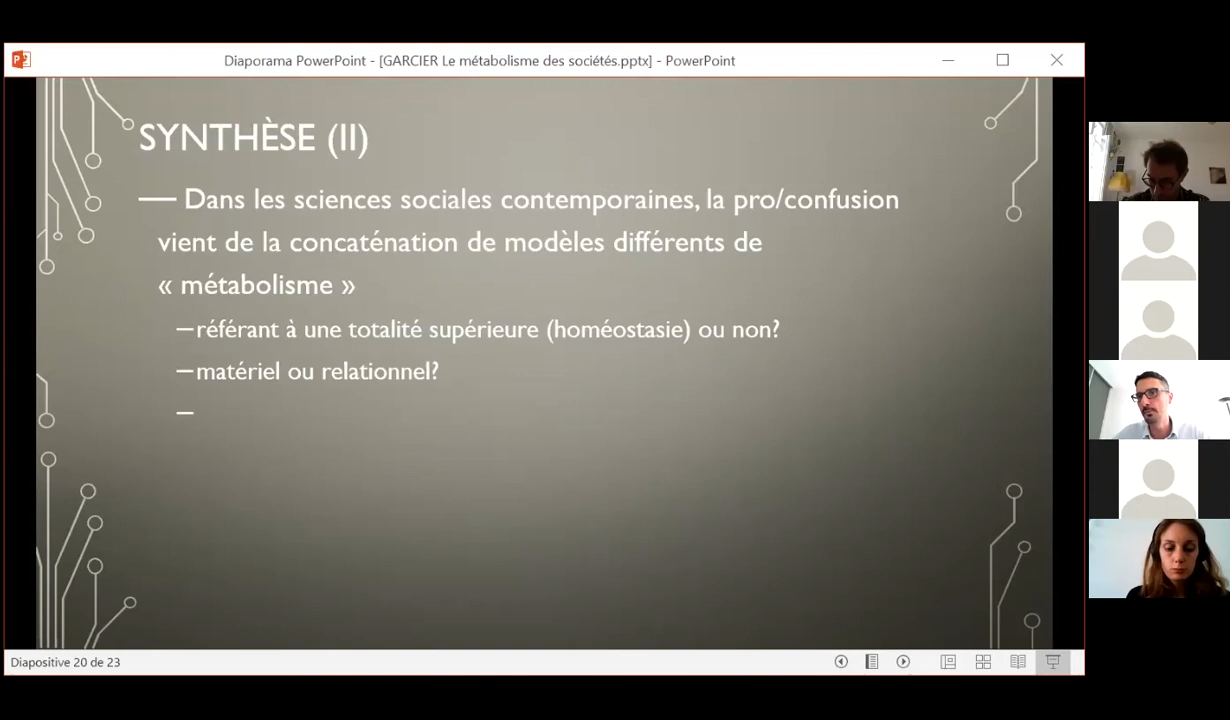 Diaporama PowerPoint - [GARCIER Le métabolisme des sociétés.pptx] - PowerPoint
SYNTHÈSE (II)
— Dans les sciences sociales contemporaines, la pro/confusion
vient de la concaténation de modèles différents de
« métabolisme »
– référant à une totalité supérieure (homéostasie) ou non?
– matériel ou relationnel?
–
Diapositive 20 de 23